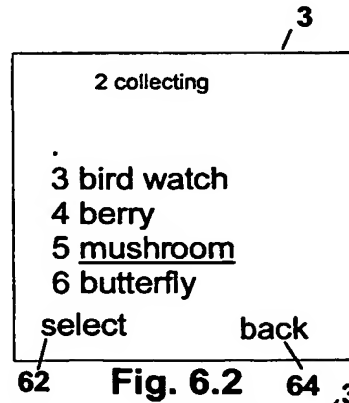 3
2 collecting
3 bird watch
4 berry
5 mushroom
6 butterfly
select back
62 Fig. 6.2 64 3